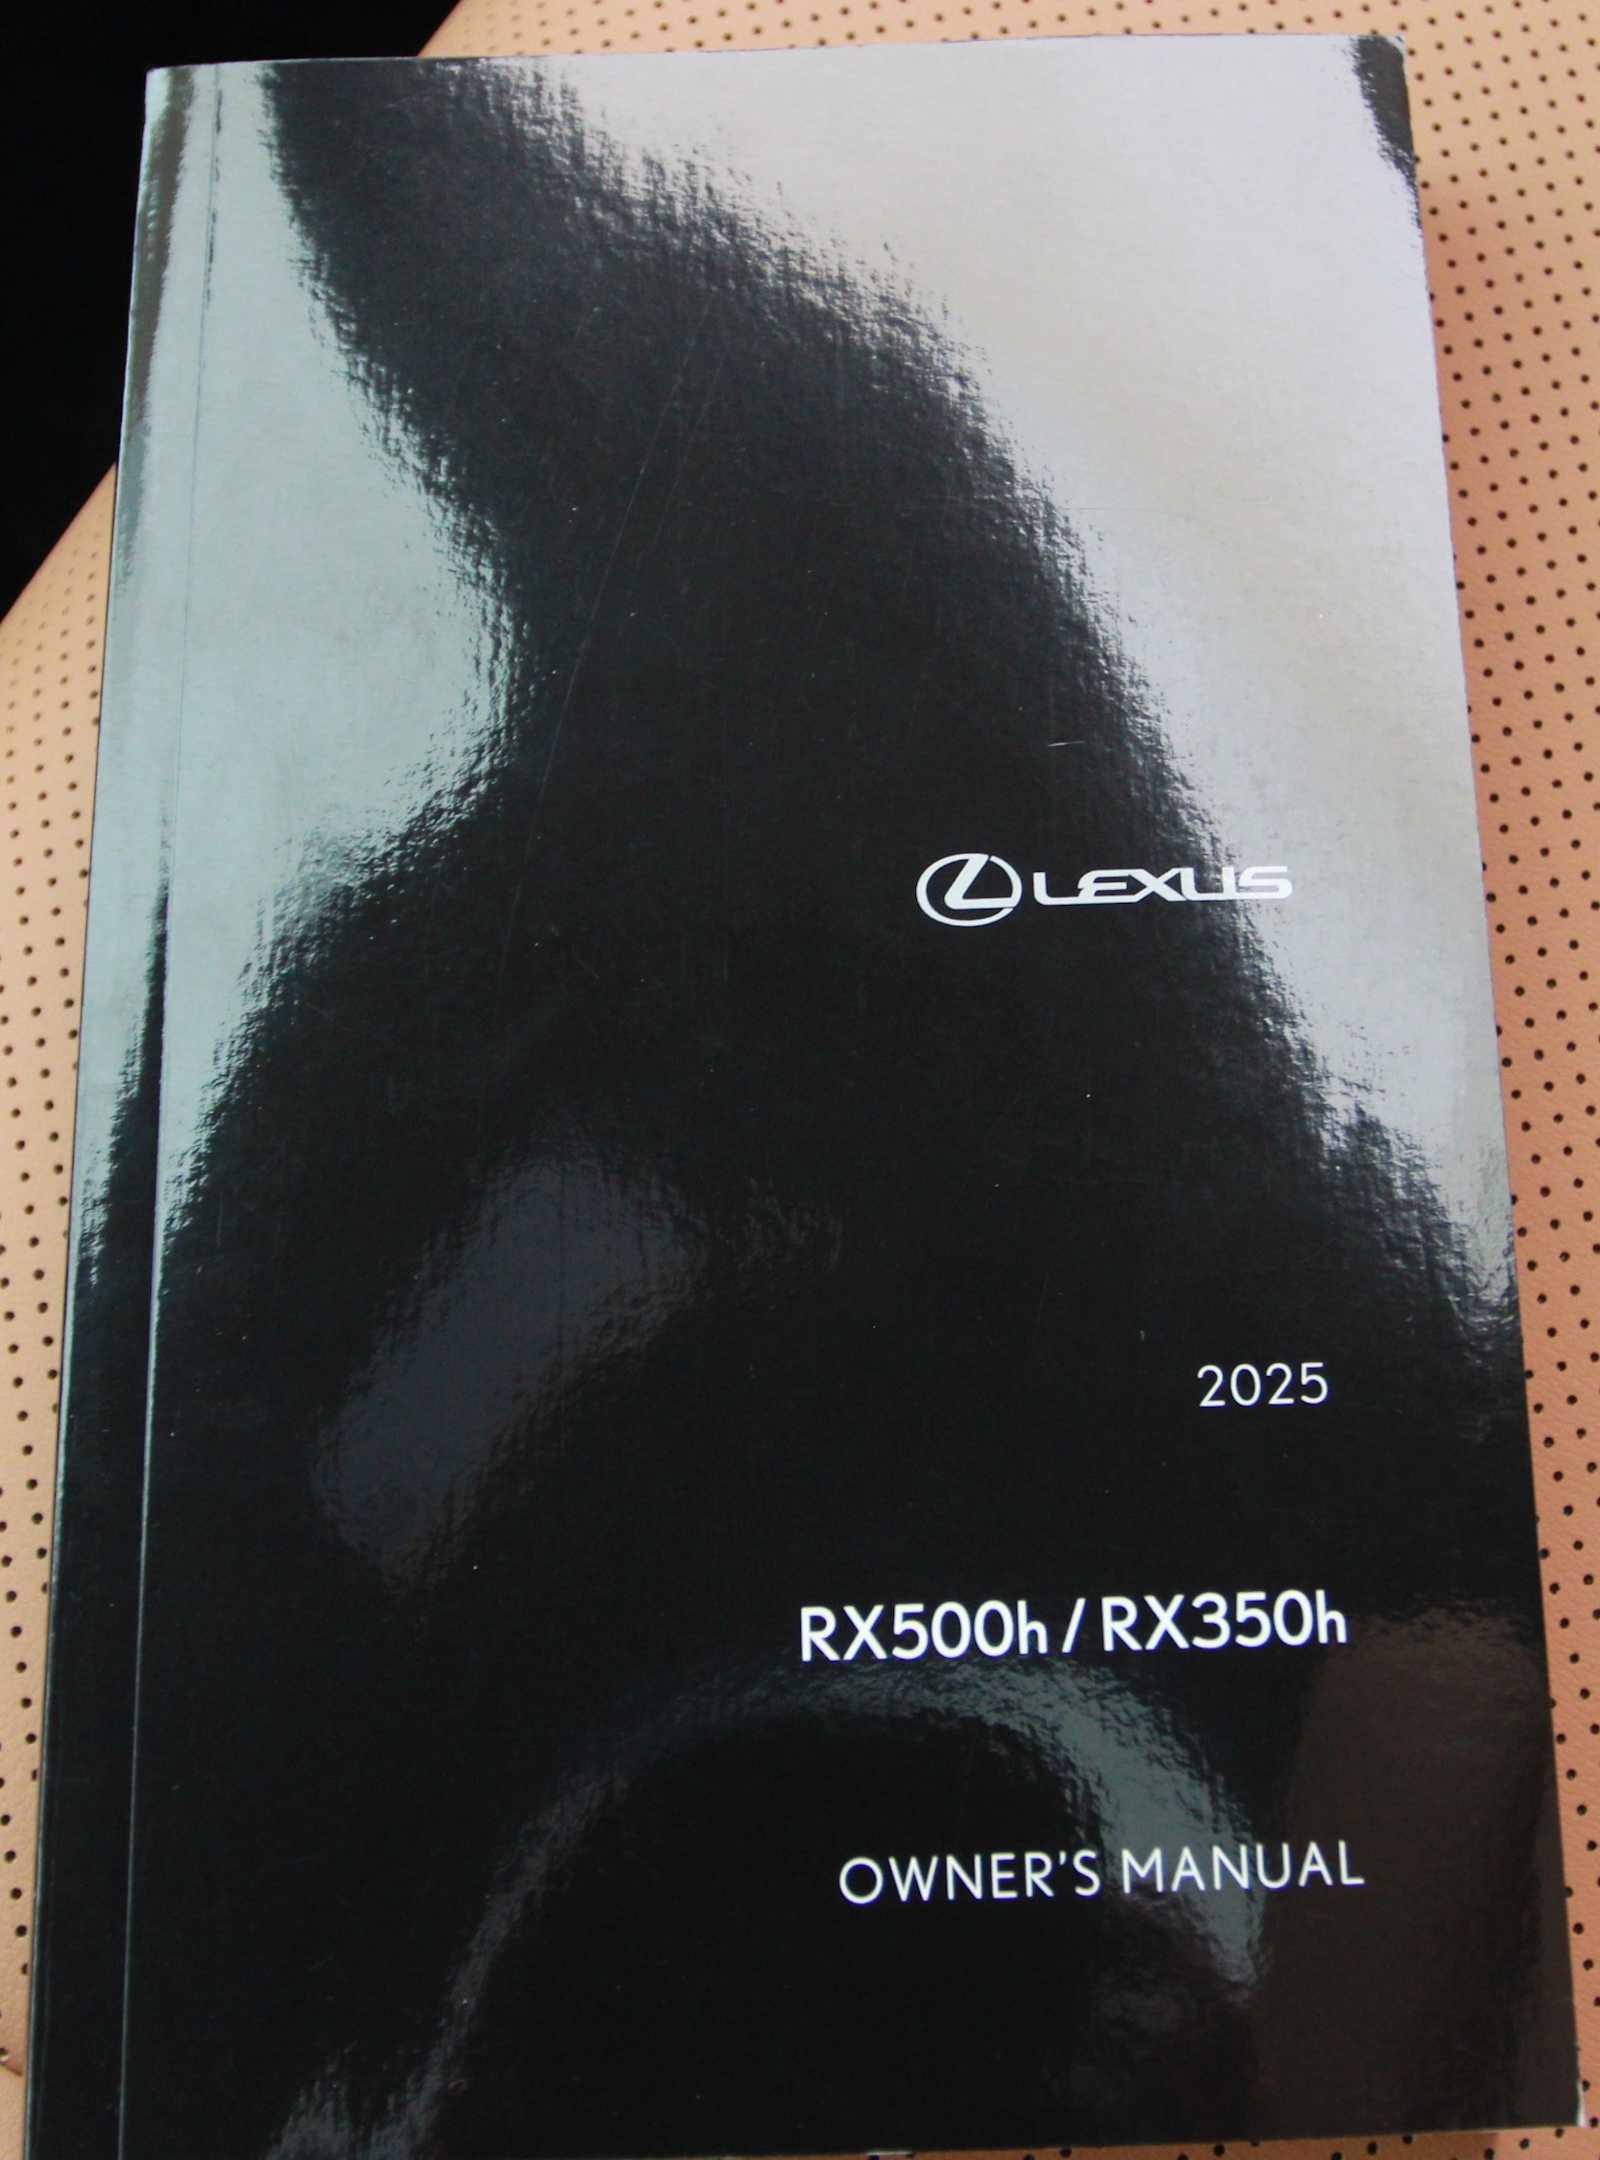 LEXUS
2025
RX500h / RX350h
OWNER'S MANUAL